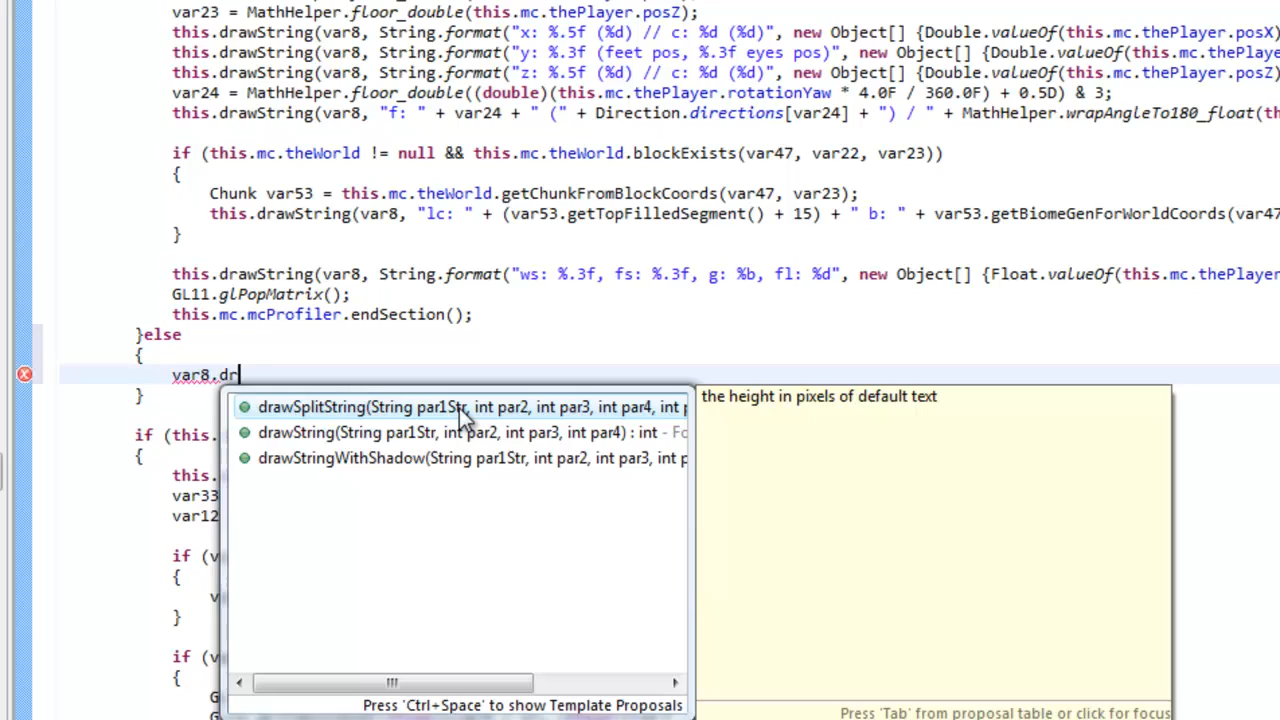 var23 = MathHelper.floor_double(this.mc.thePlayer.posZ);
this.drawString(var8, String.format("x: %.5f (%d) // c: %d (%d)", new Object[] {Double.valueOf(this.mc.thePlayer.posX)
this.drawString(var8, String.format("y: %.3f (feet pos, %.3f eyes pos)", new Object[] {Double.valueOf(this.mc.thePl
this.drawString(var8, String.format("z: %.5f (%d) // c: %d (%d)", new Object[] {Double.valueOf(this.mc.thePlayer.posZ)
var24 = MathHelper.floor_double((double)(this.mc.thePlayer.rotationYaw * 4.0F / 360.0F) + 0.5D) & 3;
this.drawString(var8, "f: " + var24 + " (" + Direction.directions[var24] + ") / " + MathHelper.wrapAngleTo180_float(th
if (this.mc.theWorld != null && this.mc.theWorld.blockExists(var47, var22, var23))
{
Chunk var53 = this.mc.theWorld.getChunkFromBlockCoords(var47, var23);
this.drawString(var8, "lc: " + (var53.getTopFilledSegment() + 15) + " b: " + var53.getBiomeGenForWorldCoords(var47
}
this.drawString(var8, String.format("ws: %.3f, fs: %.3f, g: %b, fl: %d", new Object[] {Float.valueOf(this.mc.thePlayer
GL11.glPopMatrix();
this.mc.mcProfiler.endSection();
}else
{
var8.dr
}
the height in pixels of default text
drawSplitString(String par1Str, int par2, int par3, int par4, int p
drawString(String par1Str, int par2, int par3, int par4) : int - Fo
drawStringWithShadow(String par1Str, int par2, int par3, int p
if (this.
{
this.
var33
var12
if (v
{
v
}
if (v
{
G
Press 'Ctrl+Space' to show Template Proposals
Press 'Tab' from proposal table or click for focus